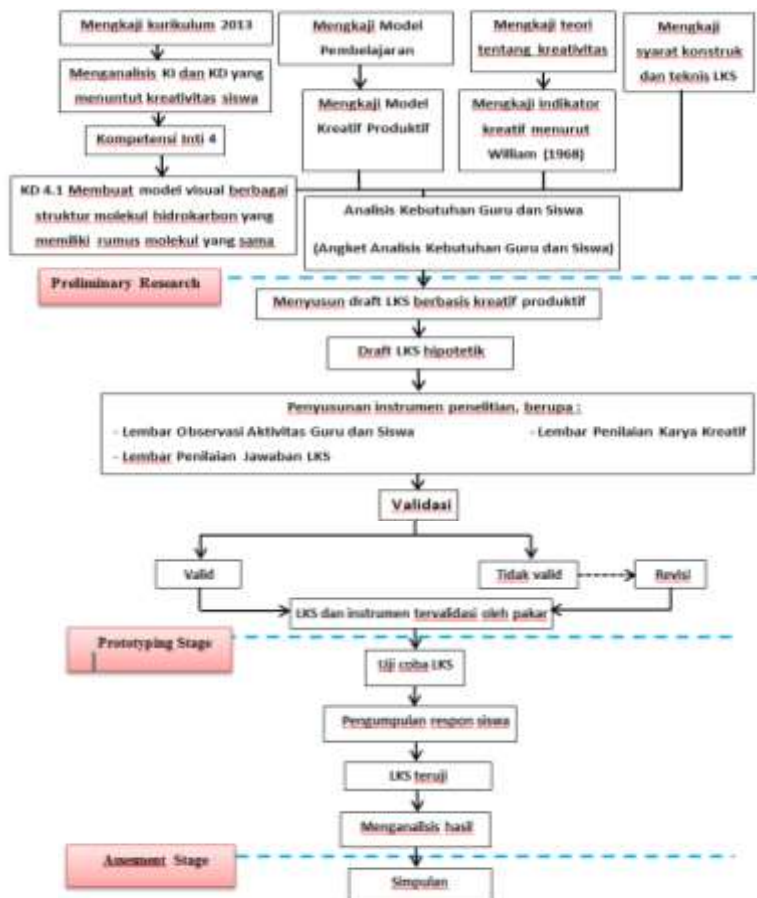 Mengkaji kurikulum 2013
Menganalisis KI dan KD yang
menuntut kreativitas siswa
Kompetensi Inti 4
KD 4.1 Membuat model visual berbagai
struktur molekul hidrokarbon yang
memiliki rumus molekul yang sama
Mengkaji Model
Pembelajaran
Mengkaji Model
Kreatif Produktif
Mengkaji teori
tentang kreativitas
Mengkaji indikator
kreatif menurut
William (1968)
Mengkaji
syarat konstruk
dan teknis LKS
Analisis Kebutuhan Guru dan Siswa
(Angket Analisis Kebutuhan Guru dan Siswa)
Preliminary Research
Menyusun draft LKS berbasis kreatif produktif
Draft LKS hipotetik
Penyusunan instrumen penelitian, berupa :
- Lembar Observasi Aktivitas Guru dan Siswa
- Lembar Penilaian Karya Kreatif
- Lembar Penilaian Jawaban LKS
Validasi
Valid
Tidak valid
Revisi
LKS dan instrumen tervalidasi oleh pakar
Prototyping Stage
Uji coba LKS
Pengumpulan respon siswa
LKS teruji
Menganalisis hasil
Assesment Stage
Simpulan